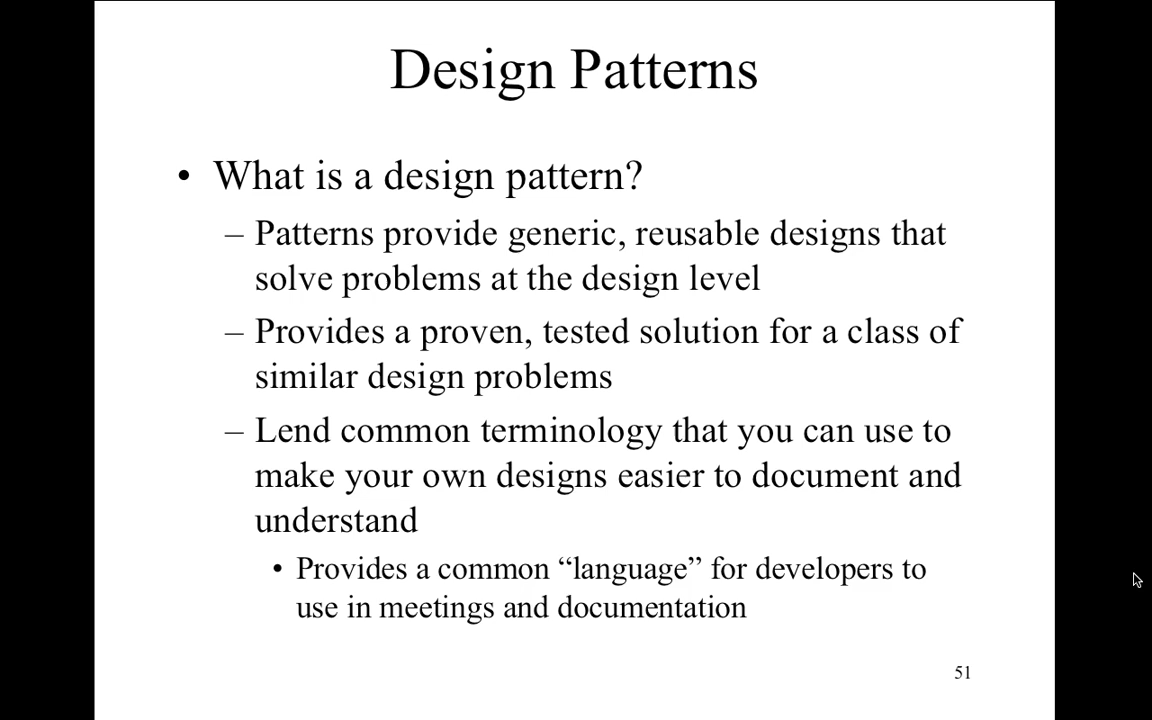 Design Patterns
• What is a design pattern?
– Patterns provide generic, reusable designs that
solve problems at the design level
– Provides a proven, tested solution for a class of
similar design problems
– Lend common terminology that you can use to
make your own designs easier to document and
understand
• Provides a common “language” for developers to
use in meetings and documentation
51